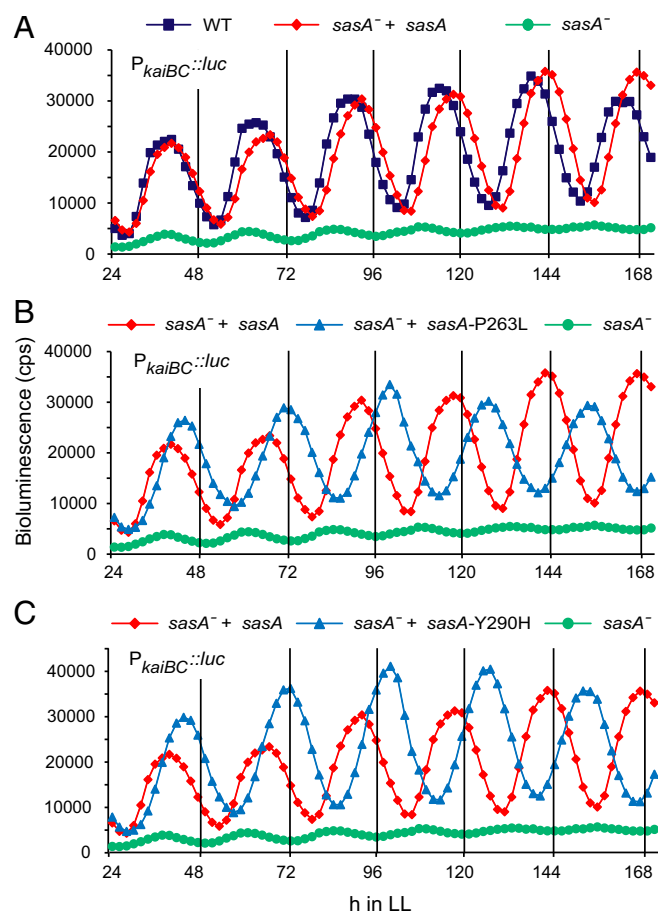 A
WT sasA⁻ + sasA sasA⁻
PkaiBC::luc
40000
30000
20000
10000
0
24 48 72 96 120 144 168
B
sasA⁻ + sasA sasA⁻ + sasA-P263L sasA⁻
PkaiBC::luc
40000
30000
20000
10000
0
24 48 72 96 120 144 168
Bioluminescence (cps)
C
sasA⁻ + sasA sasA⁻ + sasA-Y290H sasA⁻
PkaiBC::luc
40000
30000
20000
10000
0
24 48 72 96 120 144 168
h in LL